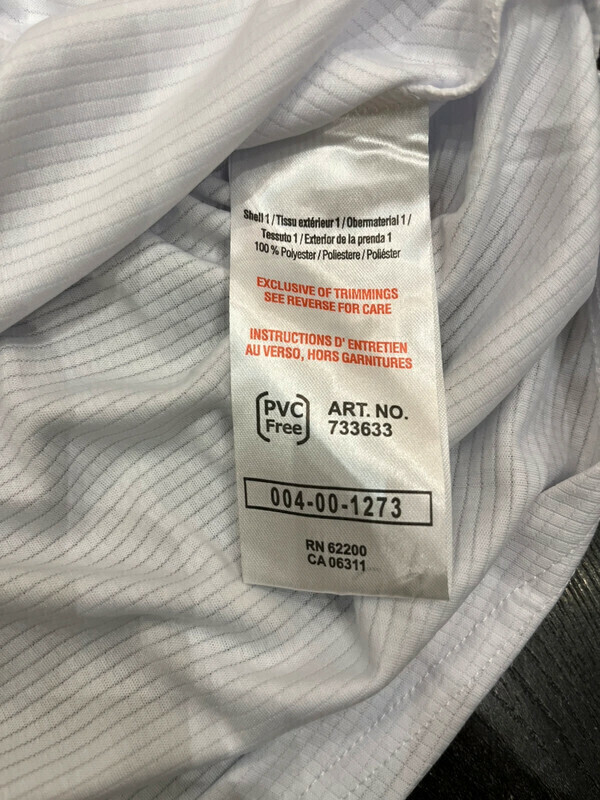 Shell 1 / Tissu extérieur 1 / Obermaterial 1 /
Tessuto 1 / Exterior de la prenda 1
100 % Polyester / Poliestere / Poliéster
EXCLUSIVE OF TRIMMINGS
SEE REVERSE FOR CARE
INSTRUCTIONS D' ENTRETIEN
AU VERSO, HORS GARNITURES
PVC
Free
ART. NO.
733633
004-00-1273
RN 62200
CA 06311